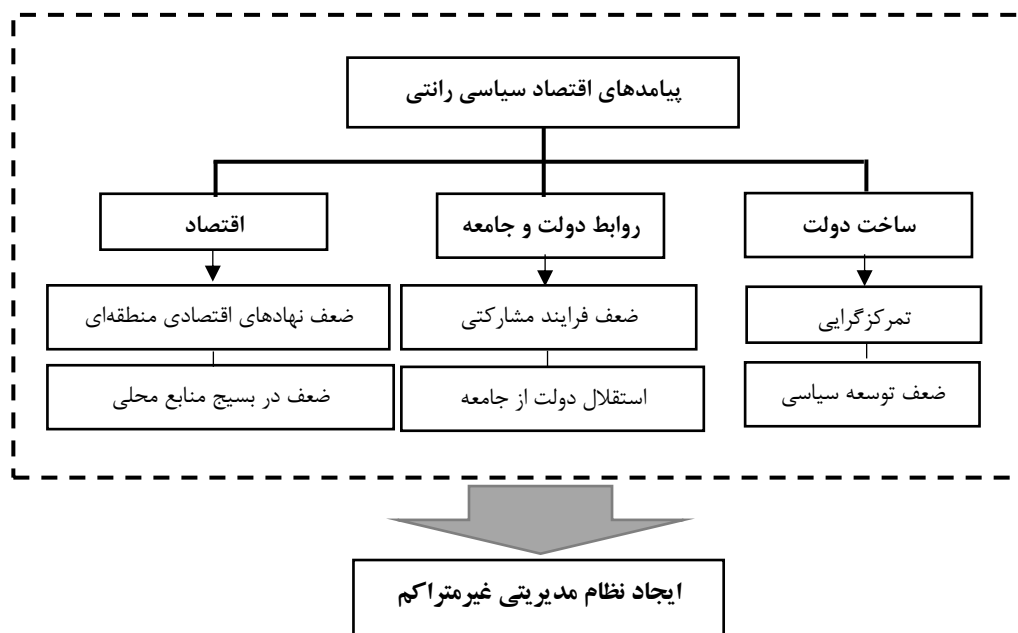 پیامدهای اقتصاد سیاسی رانتی
ساخت دولت
روابط دولت و جامعه
اقتصاد
تمرکزگرایی
ضعف فرایند مشارکتی
ضعف نهادهای اقتصادی منطقه‌ای
ضعف توسعه سیاسی
استقلال دولت از جامعه
ضعف در بسیج منابع محلی
ایجاد نظام مدیریتی غیرمتراکم